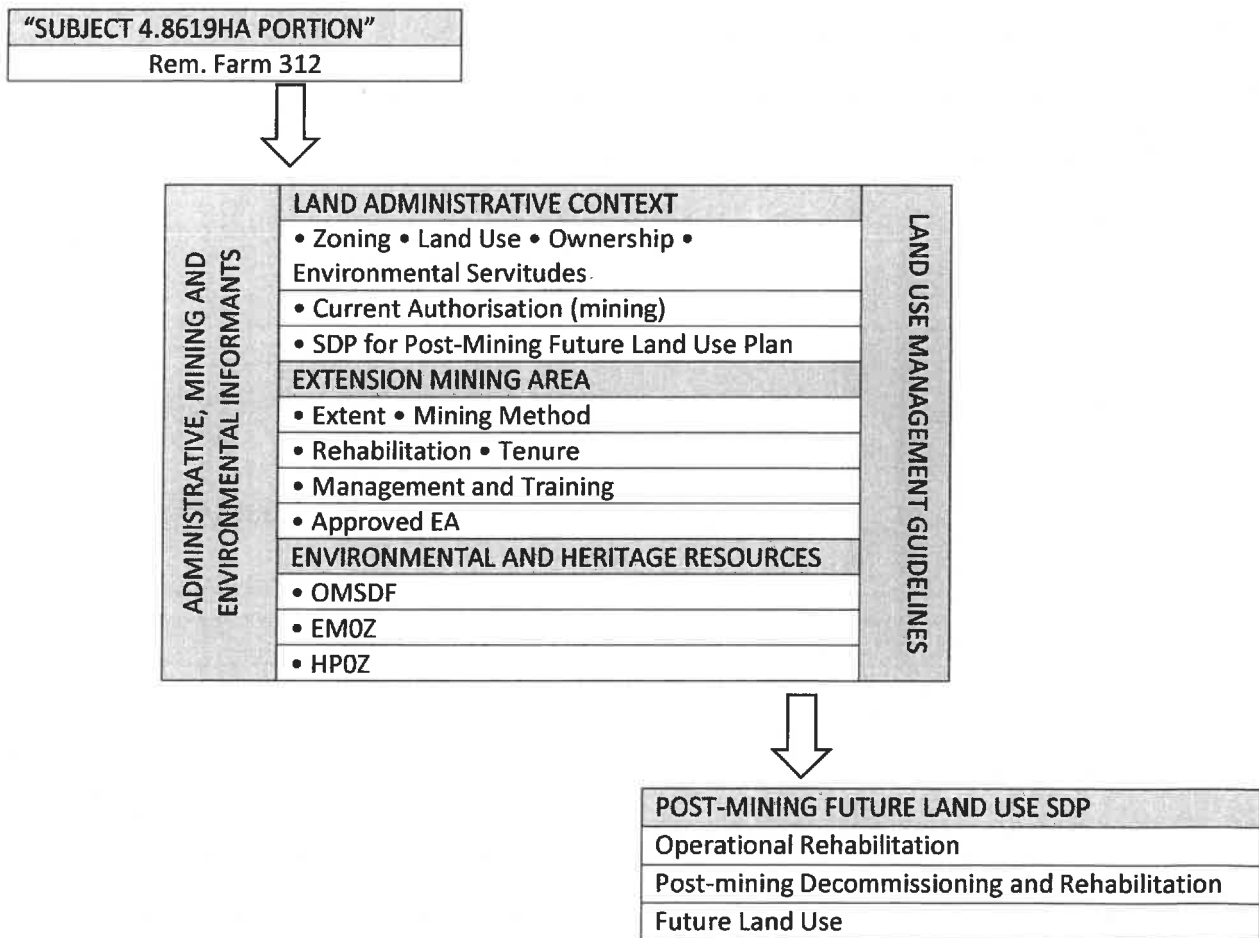 “SUBJECT 4.8619HA PORTION”
Rem. Farm 312
ADMINISTRATIVE, MINING AND
ENVIRONMENTAL INFORMANTS
LAND ADMINISTRATIVE CONTEXT
• Zoning • Land Use • Ownership •
Environmental Servitudes
• Current Authorisation (mining)
• SDP for Post-Mining Future Land Use Plan
EXTENSION MINING AREA
• Extent • Mining Method
• Rehabilitation • Tenure
• Management and Training
• Approved EA
ENVIRONMENTAL AND HERITAGE RESOURCES
• OMSDF
• EM0Z
• HP0Z
LAND USE MANAGEMENT GUIDELINES
POST-MINING FUTURE LAND USE SDP
Operational Rehabilitation
Post-mining Decommissioning and Rehabilitation
Future Land Use